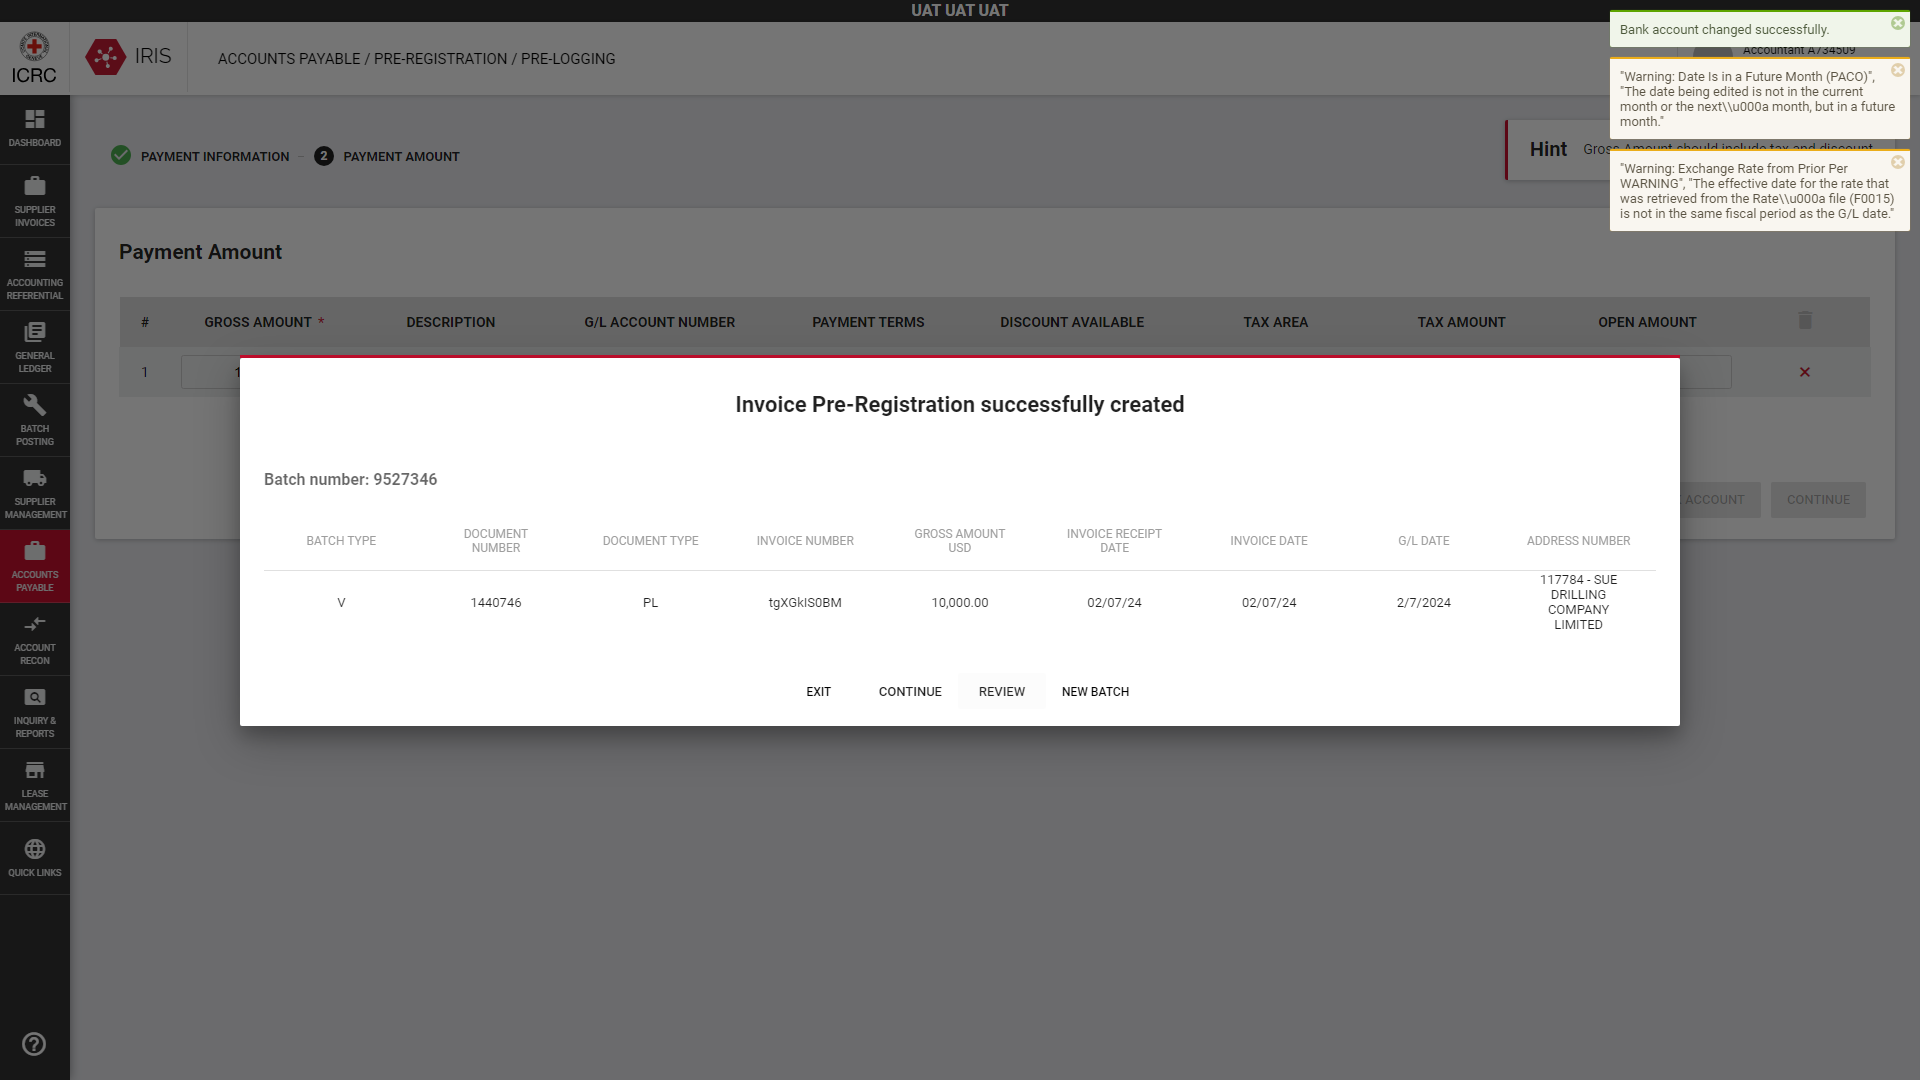 UAT UAT UAT
ICRC
IRIS
ACCOUNTS PAYABLE / PRE-REGISTRATION / PRE-LOGGING
Accountant A734509
Bank account changed successfully.
"Warning: Date Is in a Future Month (PACO)",
"The date being edited is not in the current
month or the next\\u000a month, but in a future
month."
"Warning: Exchange Rate from Prior Per
WARNING", "The effective date for the rate that
was retrieved from the Rate\\u000a file (F0015)
is not in the same fiscal period as the G/L date."
DASHBOARD
SUPPLIER
INVOICES
ACCOUNTING
REFERENTIAL
GENERAL
LEDGER
BATCH
POSTING
SUPPLIER
MANAGEMENT
ACCOUNTS
PAYABLE
ACCOUNT
RECON
INQUIRY &
REPORTS
LEASE
MANAGEMENT
QUICK LINKS
PAYMENT INFORMATION
2 PAYMENT AMOUNT
Hint Gross Amount should include tax and discount
Payment Amount
# GROSS AMOUNT * DESCRIPTION G/L ACCOUNT NUMBER PAYMENT TERMS DISCOUNT AVAILABLE TAX AREA TAX AMOUNT OPEN AMOUNT
1 1
ACCOUNT CONTINUE
Invoice Pre-Registration successfully created
Batch number: 9527346
BATCH TYPE DOCUMENT NUMBER DOCUMENT TYPE INVOICE NUMBER GROSS AMOUNT USD INVOICE RECEIPT DATE INVOICE DATE G/L DATE ADDRESS NUMBER
V 1440746 PL tgXGkIS0BM 10,000.00 02/07/24 02/07/24 2/7/2024 117784 - SUE DRILLING COMPANY LIMITED
EXIT CONTINUE REVIEW NEW BATCH